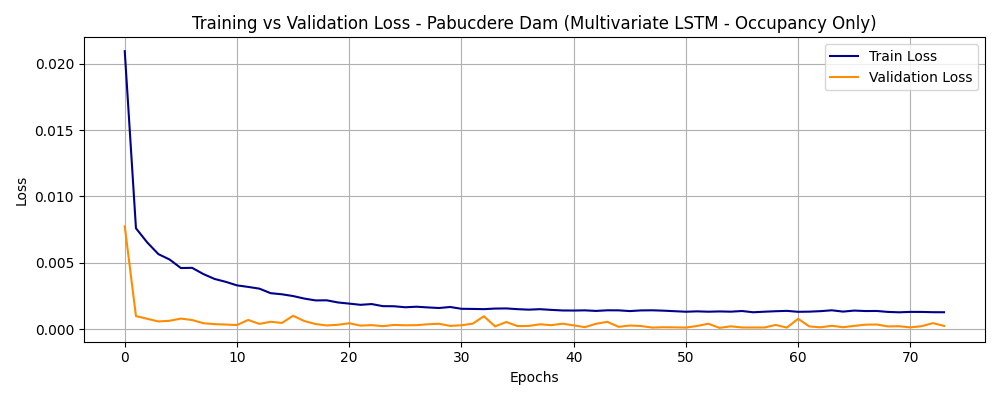 Training vs Validation Loss - Pabucdere Dam (Multivariate LSTM - Occupancy Only)
Train Loss
Validation Loss
Loss
0.020
0.015
0.010
0.005
0.000
0 10 20 30 40 50 60 70
Epochs